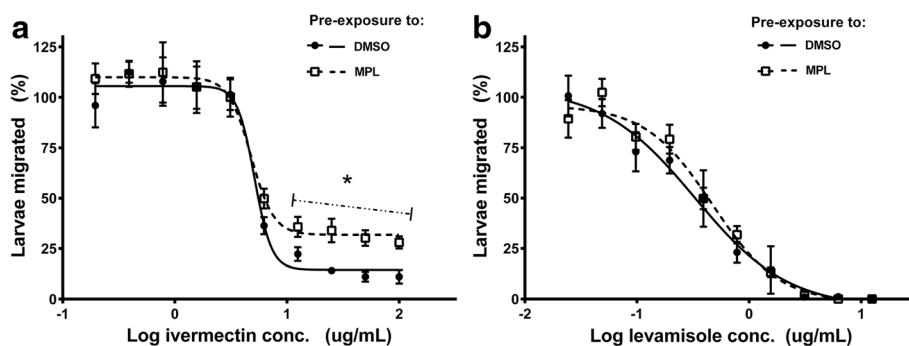 a
Pre-exposure to:
DMSO
MPL
Larvae migrated (%)
125
100
75
50
25
0
*
-1
0
1
2
Log ivermectin conc. (ug/mL)
b
Pre-exposure to:
DMSO
MPL
Larvae migrated (%)
125
100
75
50
25
0
-2
-1
0
1
Log levamisole conc. (ug/mL)